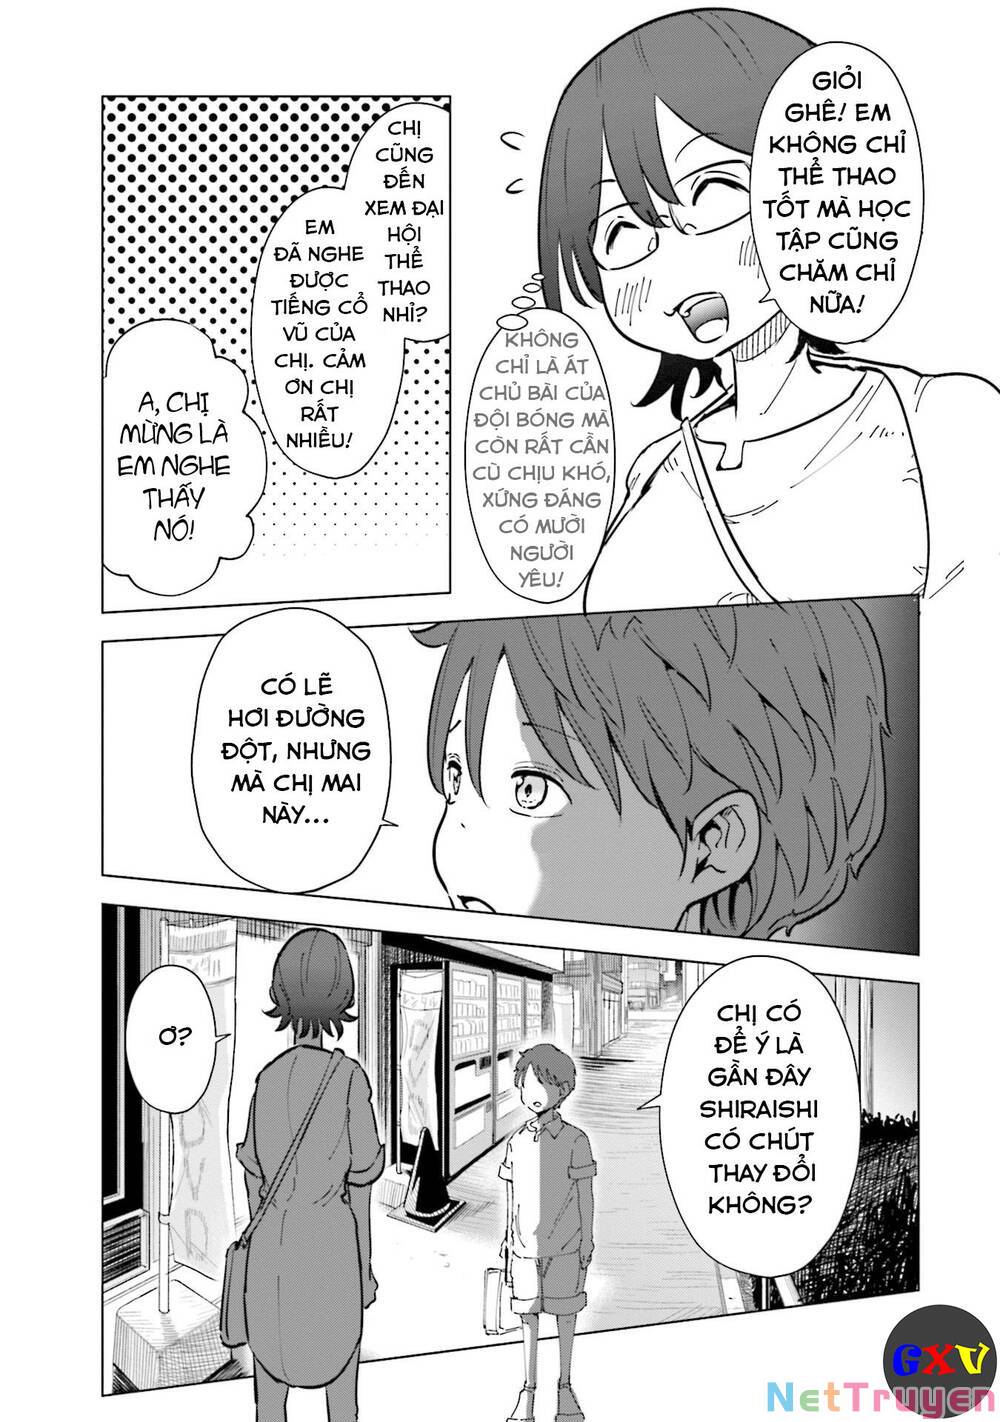 GIỎI
GHÊ! EM
KHÔNG CHỈ
THỂ THAO
TỐT MÀ HỌC
TẬP CŨNG
CHĂM CHỈ
NỮA!
KHÔNG
CHỈ LÀ ÁT
CHỦ BÀI CỦA
ĐỘI BÓNG MÀ
CÒN RẤT CẦN
CÙ CHỊU KHÓ,
XỨNG ĐÁNG
CÓ MƯỜI
NGƯỜI
YÊU!
CHỊ
CŨNG
ĐẾN
XEM ĐẠI
HỘI
THỂ
THAO
NHỈ?
EM
ĐÃ NGHE
ĐƯỢC
TIẾNG CỔ
VŨ CỦA
CHỊ. CẢM
ƠN CHỊ
RẤT
NHIỀU!
A, CHỊ
MỪNG LÀ
EM NGHE
THẤY
NÓ!
CÓ LẼ
HƠI ĐƯỜNG
ĐỘT, NHƯNG
MÀ CHỊ MAI
NÀY...
CHỊ CÓ
ĐỂ Ý LÀ
GẦN ĐÂY
SHIRAISHI
CÓ CHÚT
THAY ĐỔI
KHÔNG?
Ơ?
DVD
GXV
NetTruyen